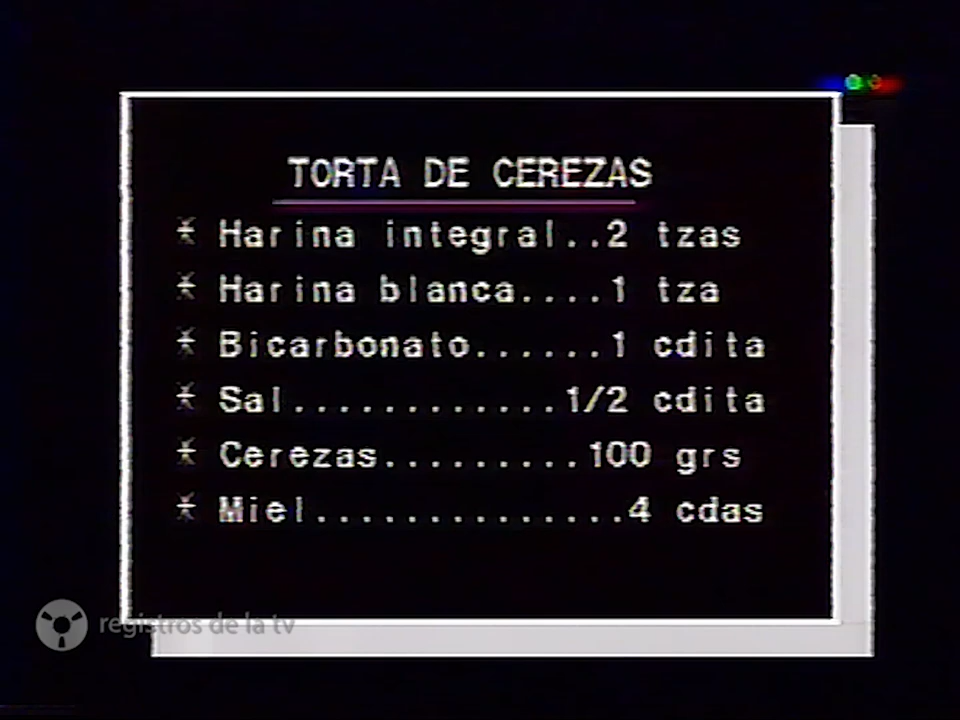 TORTA DE CEREZAS
* Harina integral..2 tzas
* Harina blanca....1 tza
* Bicarbonato......1 cdita
* Sal............1/2 cdita
* Cerezas.........100 grs
* Miel..............4 cdas
registros de la tv